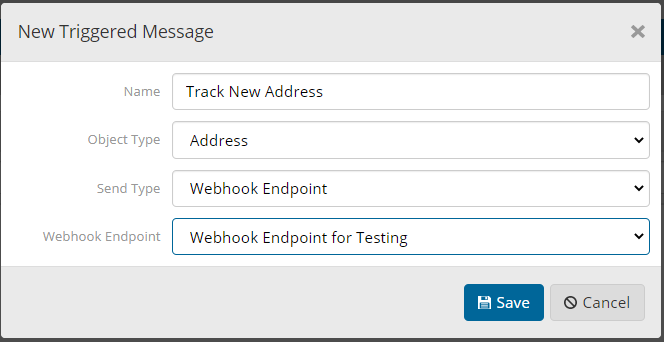 New Triggered Message
Name Track New Address
Object Type Address
Send Type Webhook Endpoint
Webhook Endpoint Webhook Endpoint for Testing
Save Cancel